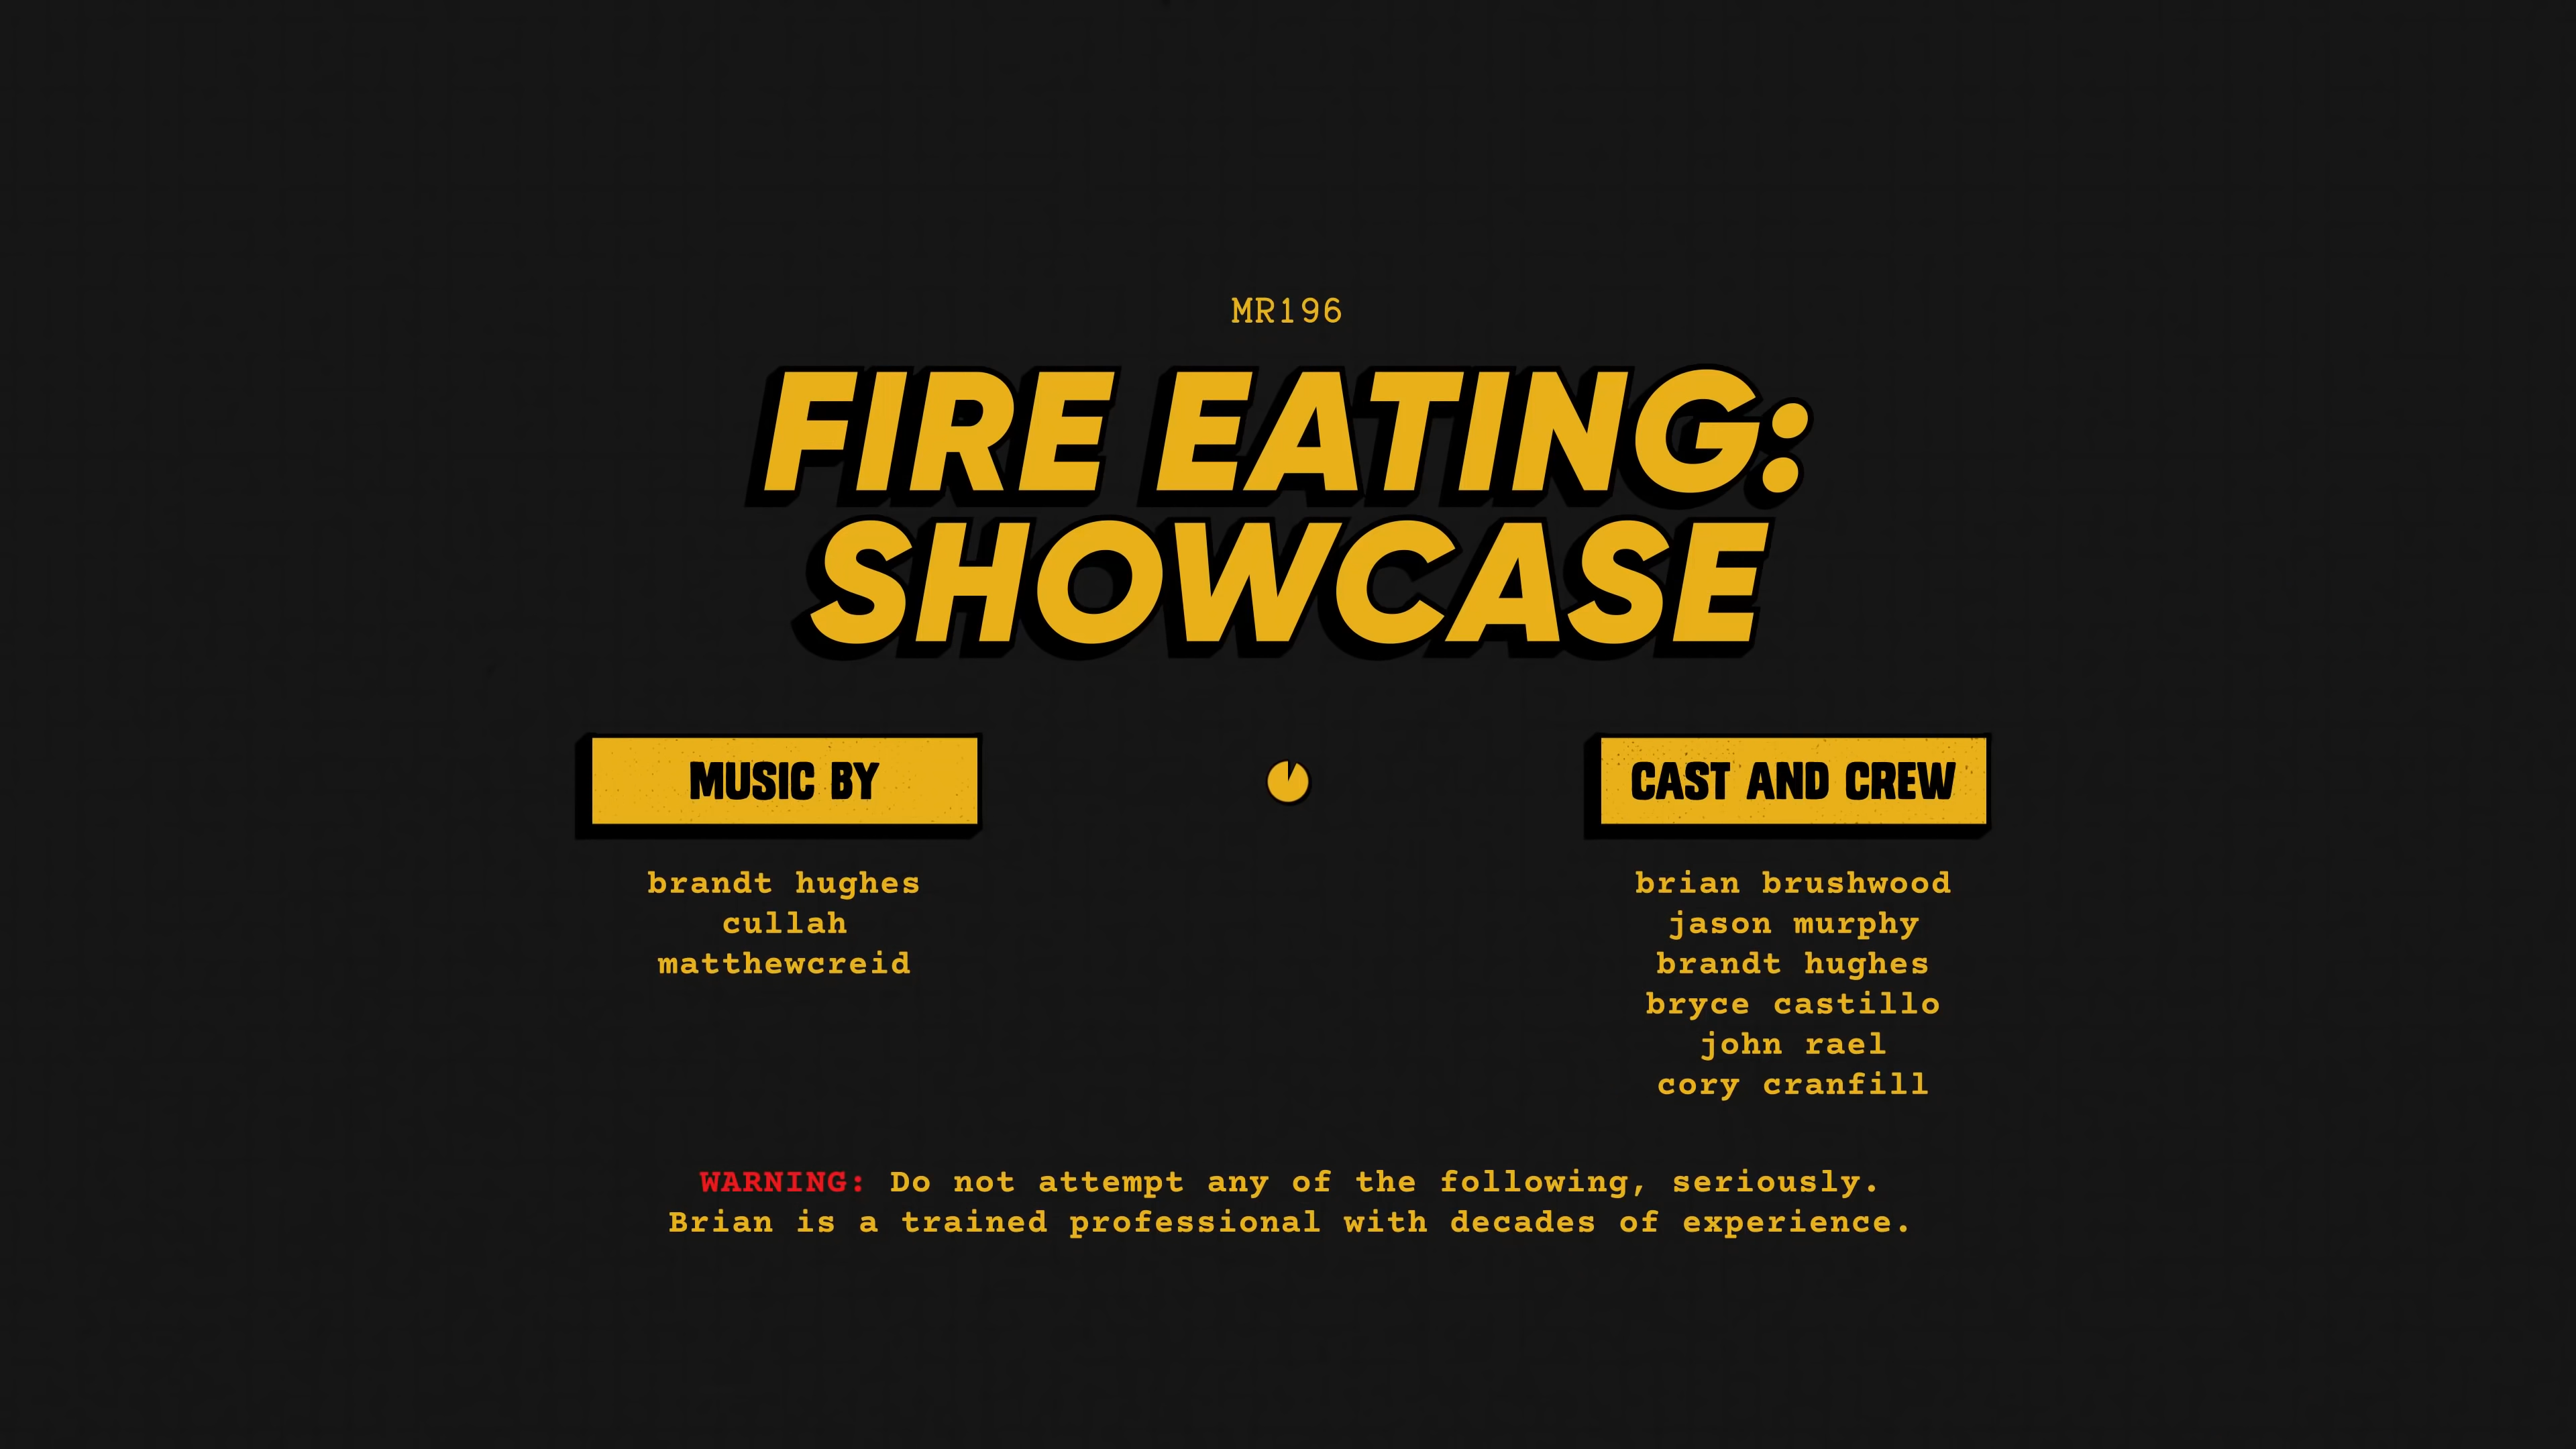 MR196
FIRE EATING:
SHOWCASE
MUSIC BY
brandt hughes
cullah
matthewcreid
CAST AND CREW
brian brushwood
jason murphy
brandt hughes
bryce castillo
john rael
cory cranfill
WARNING: Do not attempt any of the following, seriously.
Brian is a trained professional with decades of experience.